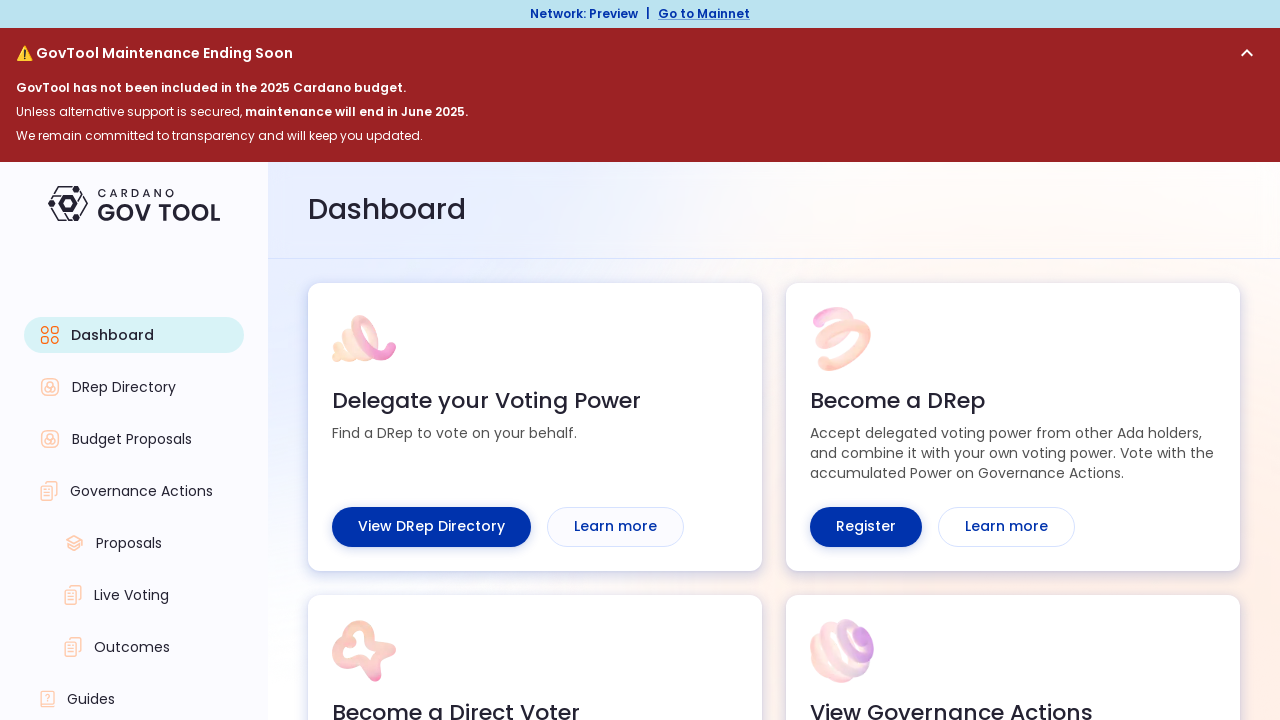 Network: Preview | Go to Mainnet
⚠️ GovTool Maintenance Ending Soon
GovTool has not been included in the 2025 Cardano budget.
Unless alternative support is secured, maintenance will end in June 2025.
We remain committed to transparency and will keep you updated.
CARDANO
GOV TOOL
Dashboard
DRep Directory
Budget Proposals
Governance Actions
Proposals
Live Voting
Outcomes
Guides
Dashboard
Delegate your Voting Power
Find a DRep to vote on your behalf.
View DRep Directory
Learn more
Become a DRep
Accept delegated voting power from other Ada holders,
and combine it with your own voting power. Vote with the
accumulated Power on Governance Actions.
Register
Learn more
Become a Direct Voter
View Governance Actions